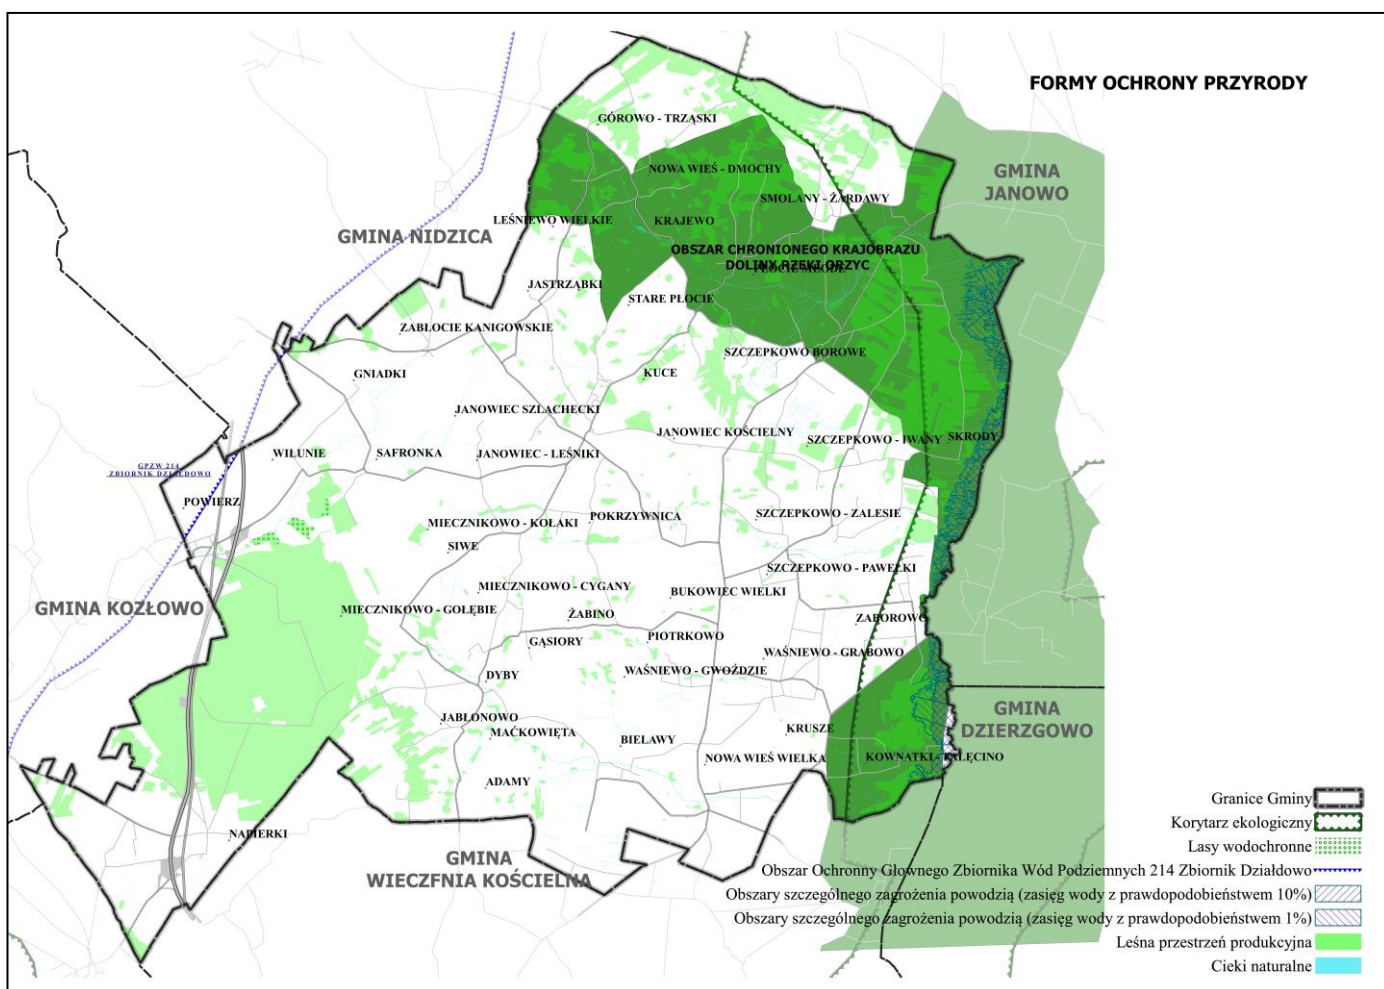 FORMY OCHRONY PRZYRODY
GÓROWO - TRZĄSKI
NOWA WIEŚ - DMOCHY
GMINA
JANOWO
SMOLANY - ŻARDAWY
LEŚNIEWO WIELKIE
KRAJEWO
GMINA NIDZICA
OBSZAR CHRONIONEGO KRAJOBRAZU
DOLINY RZEKI ORZYC
JASTRZĄBKI
STARE PŁOCIE
ZABŁOCIE KANIGOWSKIE
SZCZEPKOWO BOROWE
GNIADKI
KUCE
JANOWIEC SZLACHECKI
JANOWIEC KOŚCIELNY
SZCZEPKOWO - IWANY
SKRODY
WILUNIE
SAFRONKA
JANOWIEC - LEŚNIKI
GPZW 214
ZBIORNIK DZIAŁDOWO
POWIERZ
MIECZNIKOWO - KOŁAKI
POKRZYWNICA
SZCZEPKOWO - ZALESIE
SIWE
SZCZEPKOWO - PAWEŁKI
MIECZNIKOWO - CYGANY
BUKOWIEC WIELKI
GMINA KOZŁOWO
MIECZNIKOWO - GOŁĘBIE
ŻABINO
ZABOROWO
GĄSIORY
PIOTRKOWO
WAŚNIEWO - GRABOWO
DYBY
WAŚNIEWO - GWOŹDZIE
GMINA
DZIERZGOWO
JABŁONOWO
MAĆKOWIĘTA
BIELAWY
KRUSZE
NOWA WIEŚ WIELKA
KOWNATKI - FALĘCINO
ADAMY
NAPIERKI
GMINA
WIECZFNIA KOŚCIELNA
Granice Gminy
Korytarz ekologiczny
Lasy wodochronne
Obszar Ochronny Głownego Zbiornika Wód Podziemnych 214 Zbiornik Działdowo
Obszary szczególnego zagrożenia powodzią (zasięg wody z prawdopodobieństwem 10%)
Obszary szczególnego zagrożenia powodzią (zasięg wody z prawdopodobieństwem 1%)
Leśna przestrzeń produkcyjna
Cieki naturalne